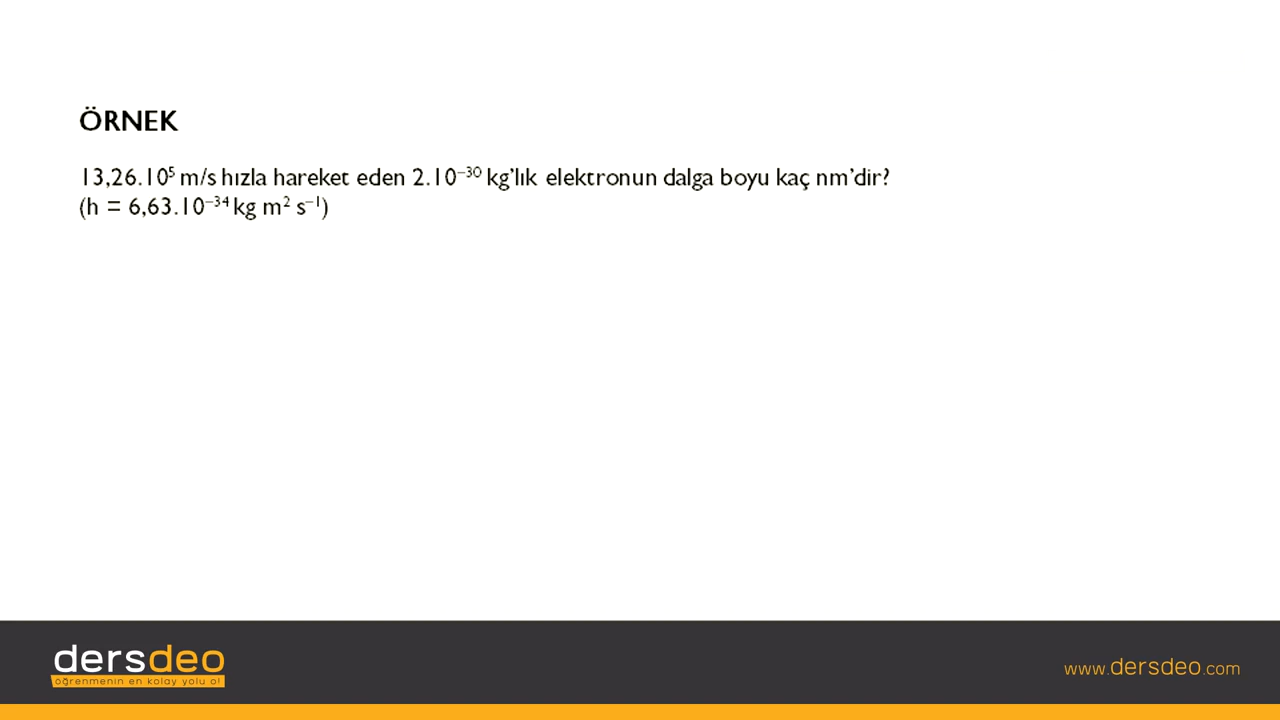 ÖRNEK
13,26.10⁵ m/s hızla hareket eden 2.10⁻³⁰ kg’lık elektronun dalga boyu kaç nm’dir?
(h = 6,63.10⁻³⁴ kg m² s⁻¹)
dersdeo
öğrenmenin en kolay yolu o!
www.dersdeo.com